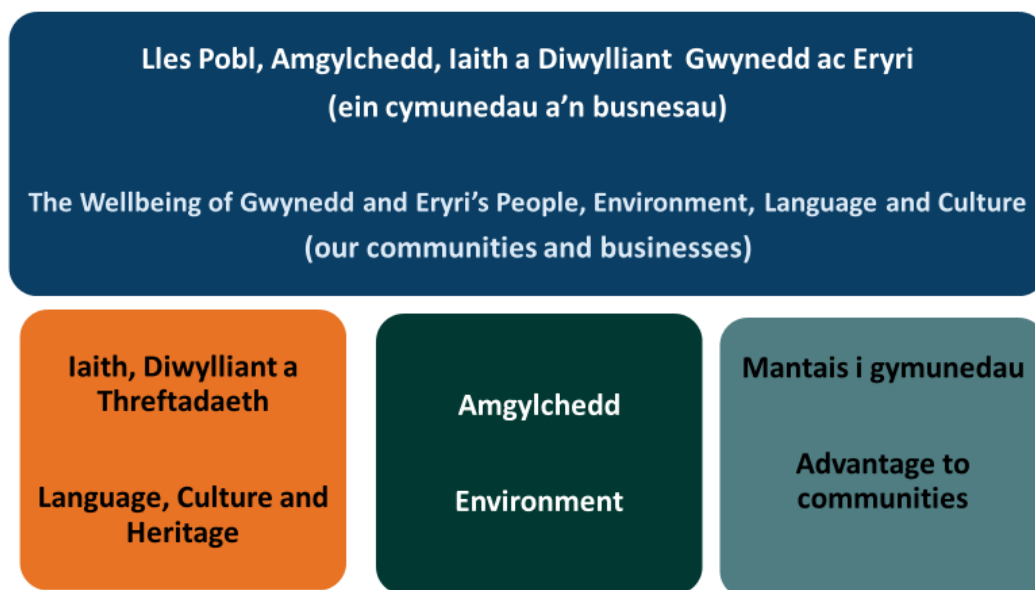 Lles Pobl, Amgylchedd, Iaith a Diwylliant Gwynedd ac Eryri
(ein cymunedau a'n busnesau)
The Wellbeing of Gwynedd and Eryri's People, Environment, Language and Culture
(our communities and businesses)
Iaith, Diwylliant a
Threftadaeth
Language, Culture and
Heritage
Amgylchedd
Environment
Mantais i gymunedau
Advantage to
communities